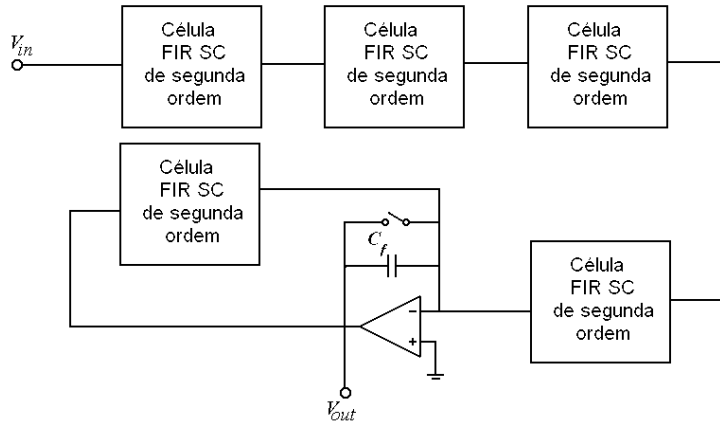 V_in
Célula
FIR SC
de segunda
ordem
Célula
FIR SC
de segunda
ordem
Célula
FIR SC
de segunda
ordem
Célula
FIR SC
de segunda
ordem
C_f
-
+
Célula
FIR SC
de segunda
ordem
V_out